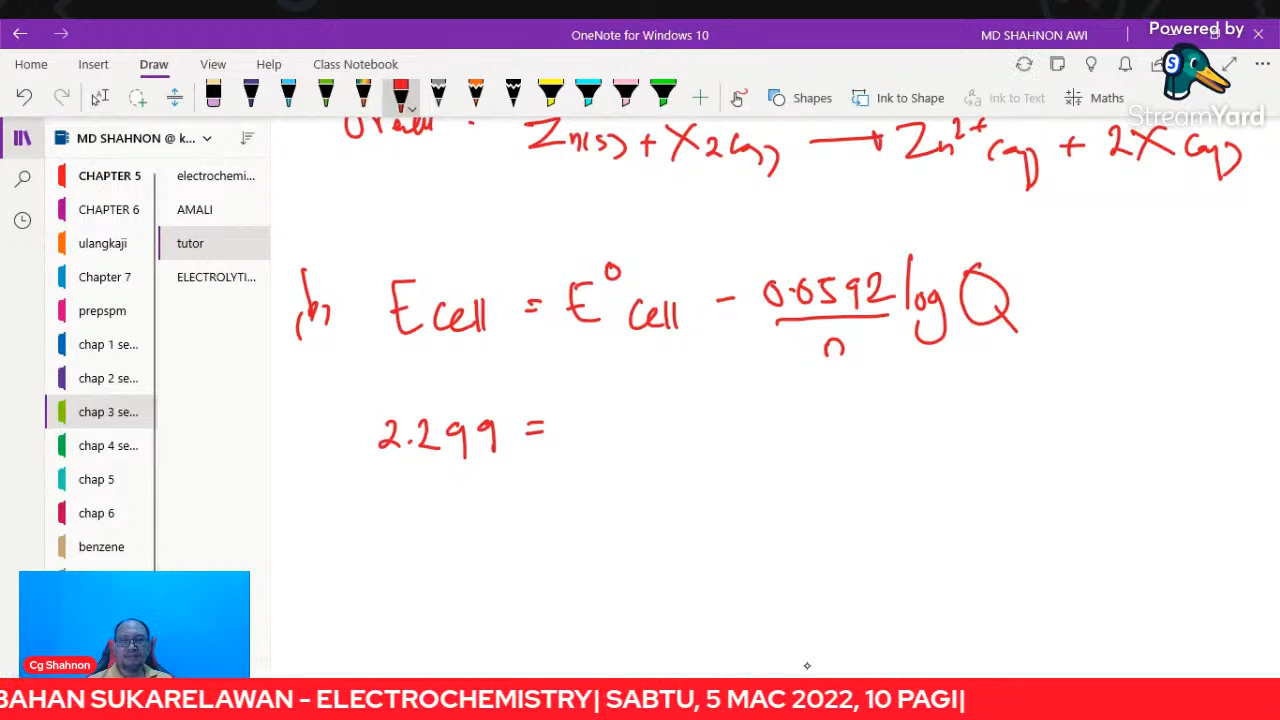 OneNote for Windows 10
MD SHAHNON AWI
Powered by
StreamYard
Home Insert Draw View Help Class Notebook
Shapes Ink to Shape Ink to Text Maths
MD SHAHNON @ k...
CHAPTER 5
CHAPTER 6
ulangkaji
Chapter 7
prepspm
chap 1 se...
chap 2 se...
chap 3 se...
chap 4 se...
chap 5
chap 6
benzene
electrochemi...
AMALI
tutor
ELECTROLYTI...
Zn(s) + X2(g) → Zn²⁺(aq) + 2X(aq)
b) Ecell = E°cell - 0.0592/n log Q
2.299 =
Cg Shahnon
BAHAN SUKARELAWAN - ELECTROCHEMISTRY| SABTU, 5 MAC 2022, 10 PAGI|